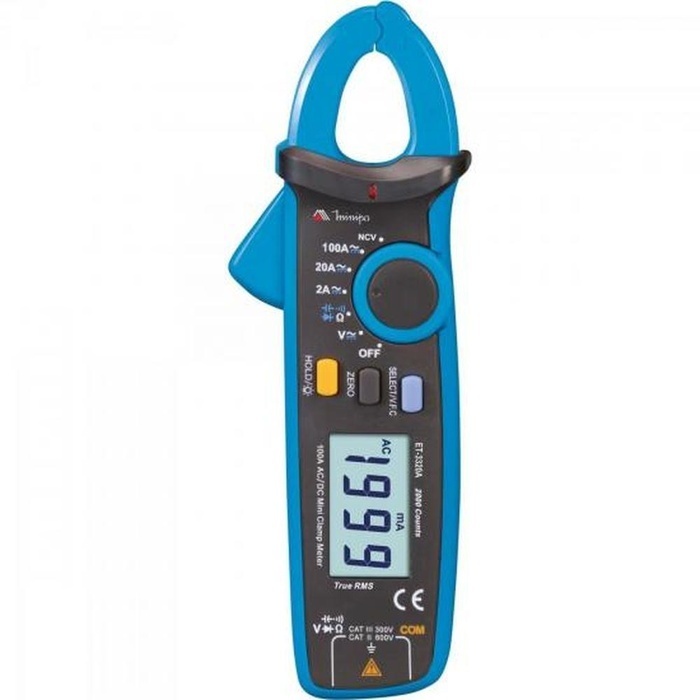 minipa
NCV
100A
20A
2A
Ω
V
OFF
HOLD/
ZERO
SELECT/V.F.C
AC
1999
mA
ET-3320A 2000 Counts
100A AC/DC Mini Clamp Meter
True RMS
CE
VΩ
CAT III 300V
CAT II 600V
COM